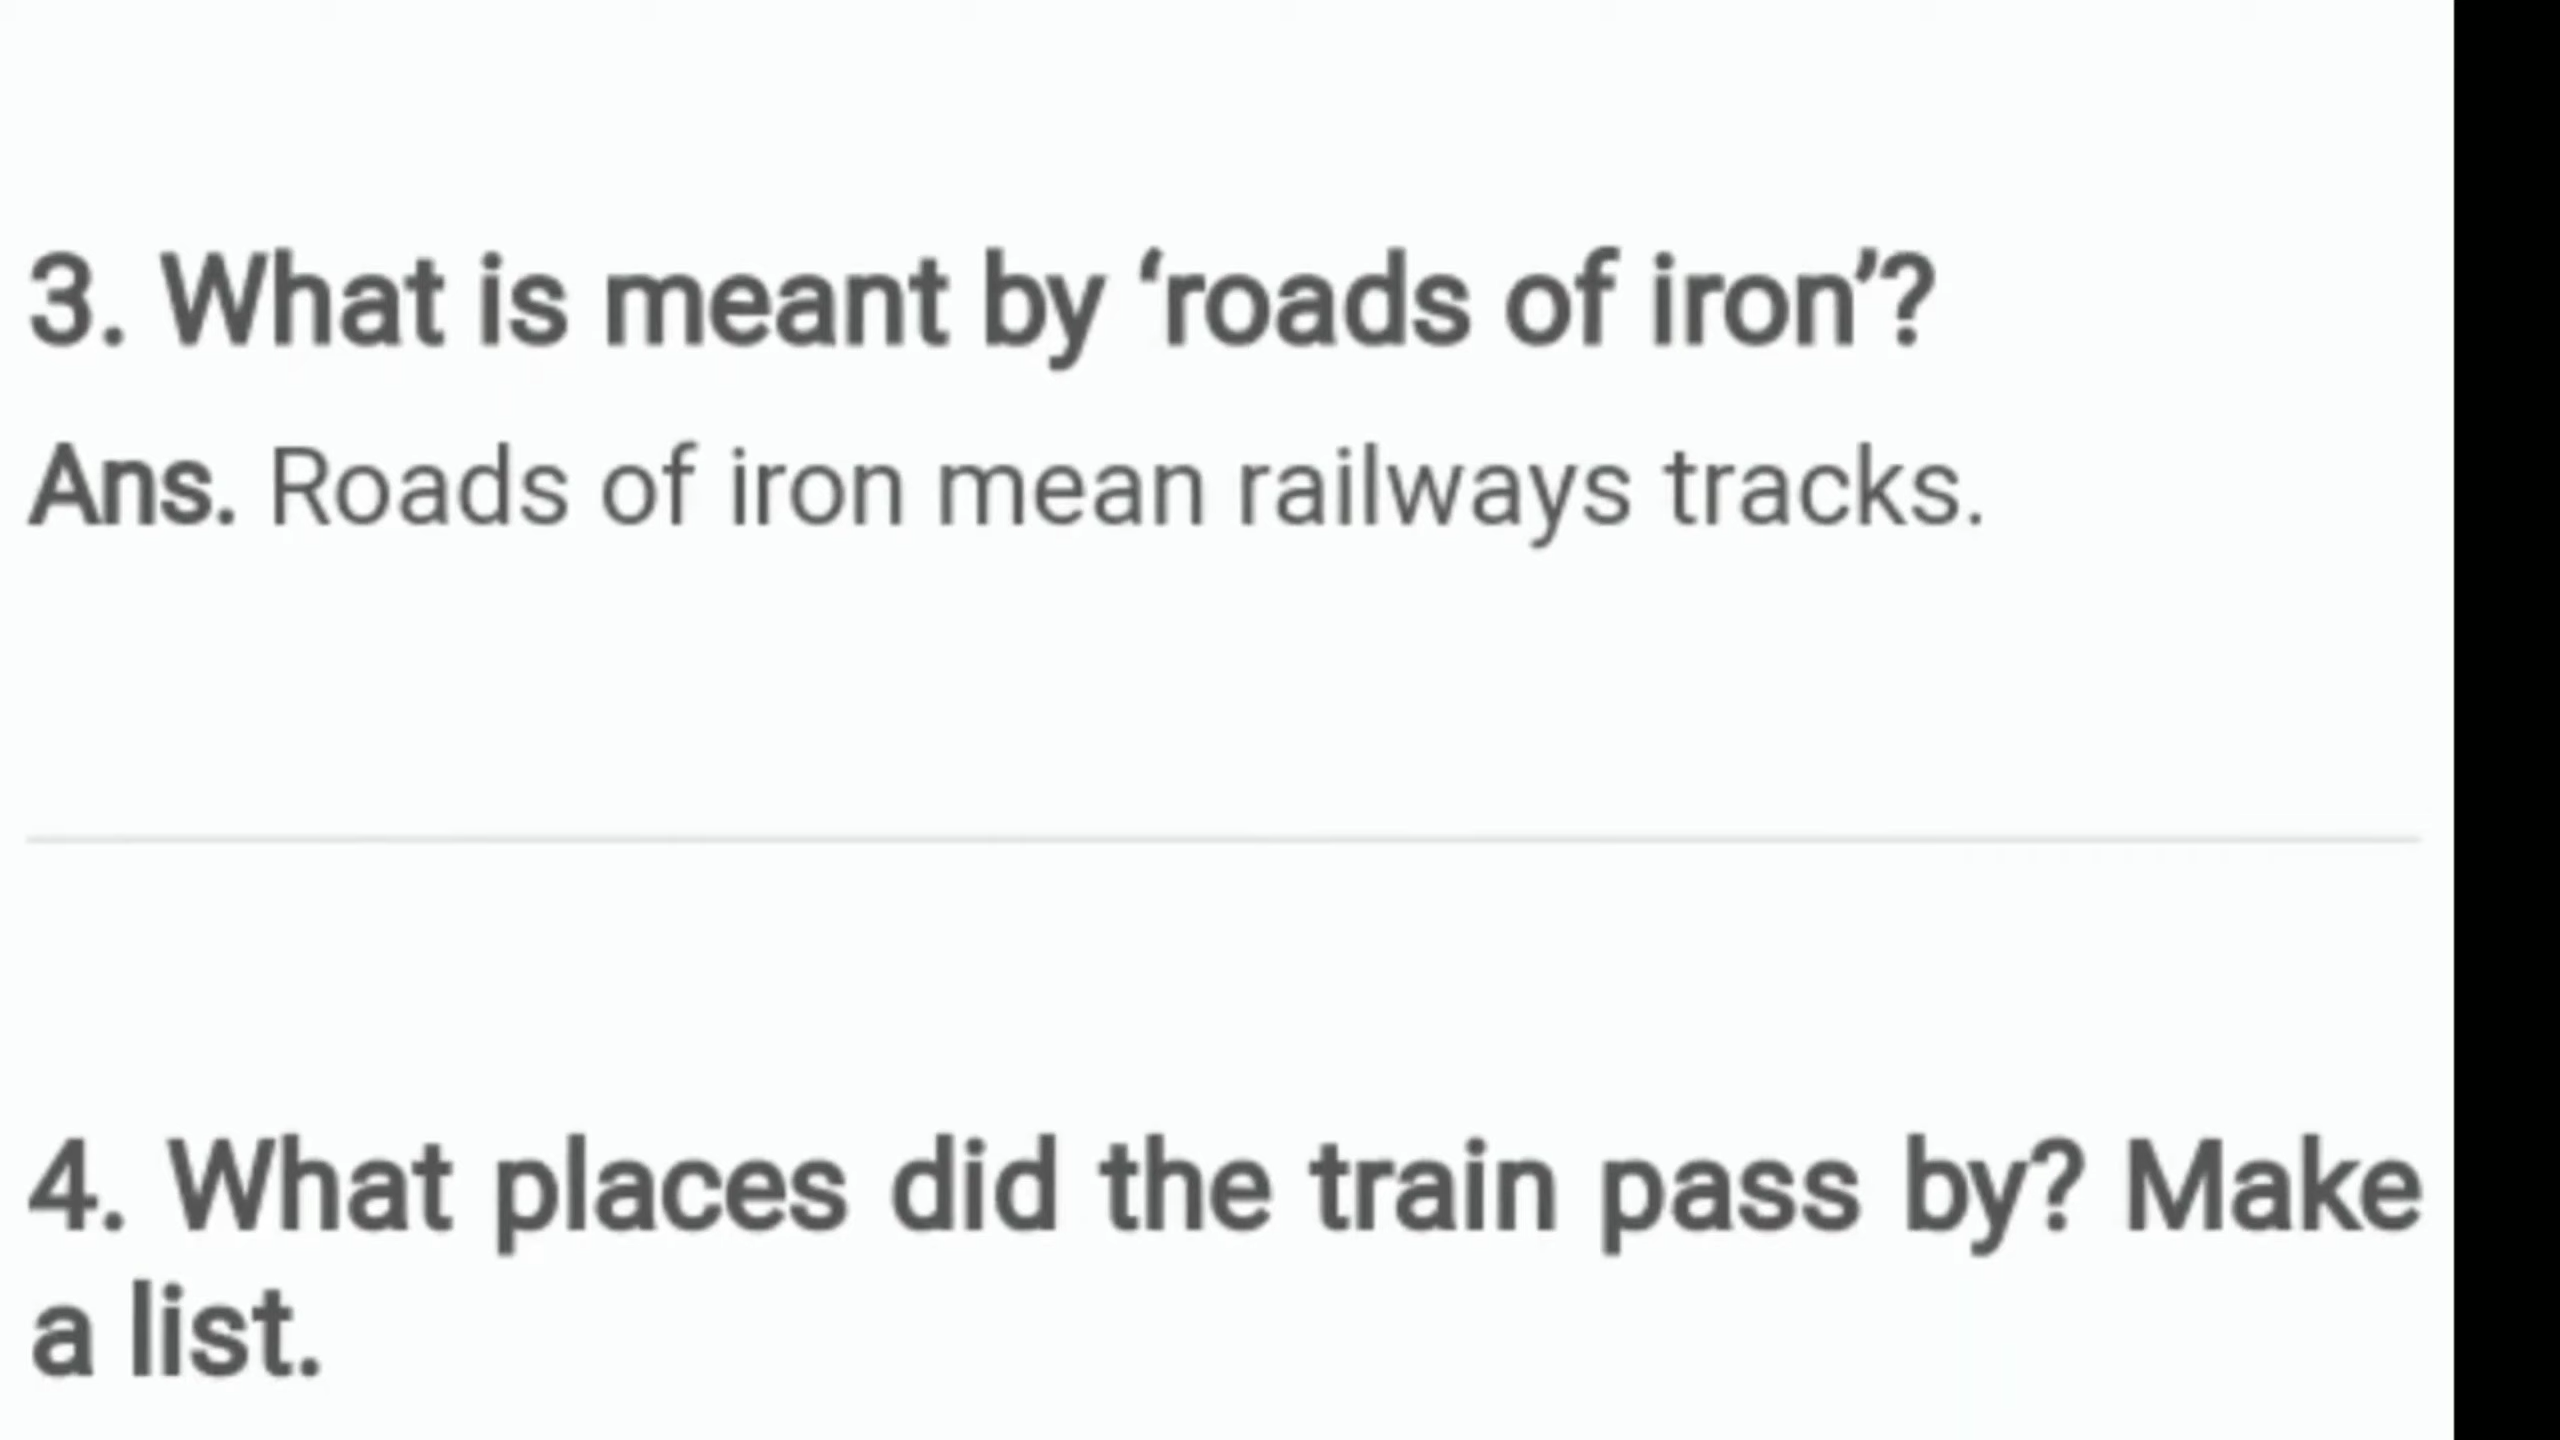 3. What is meant by ‘roads of iron’?
Ans. Roads of iron mean railways tracks.
4. What places did the train pass by? Make
a list.